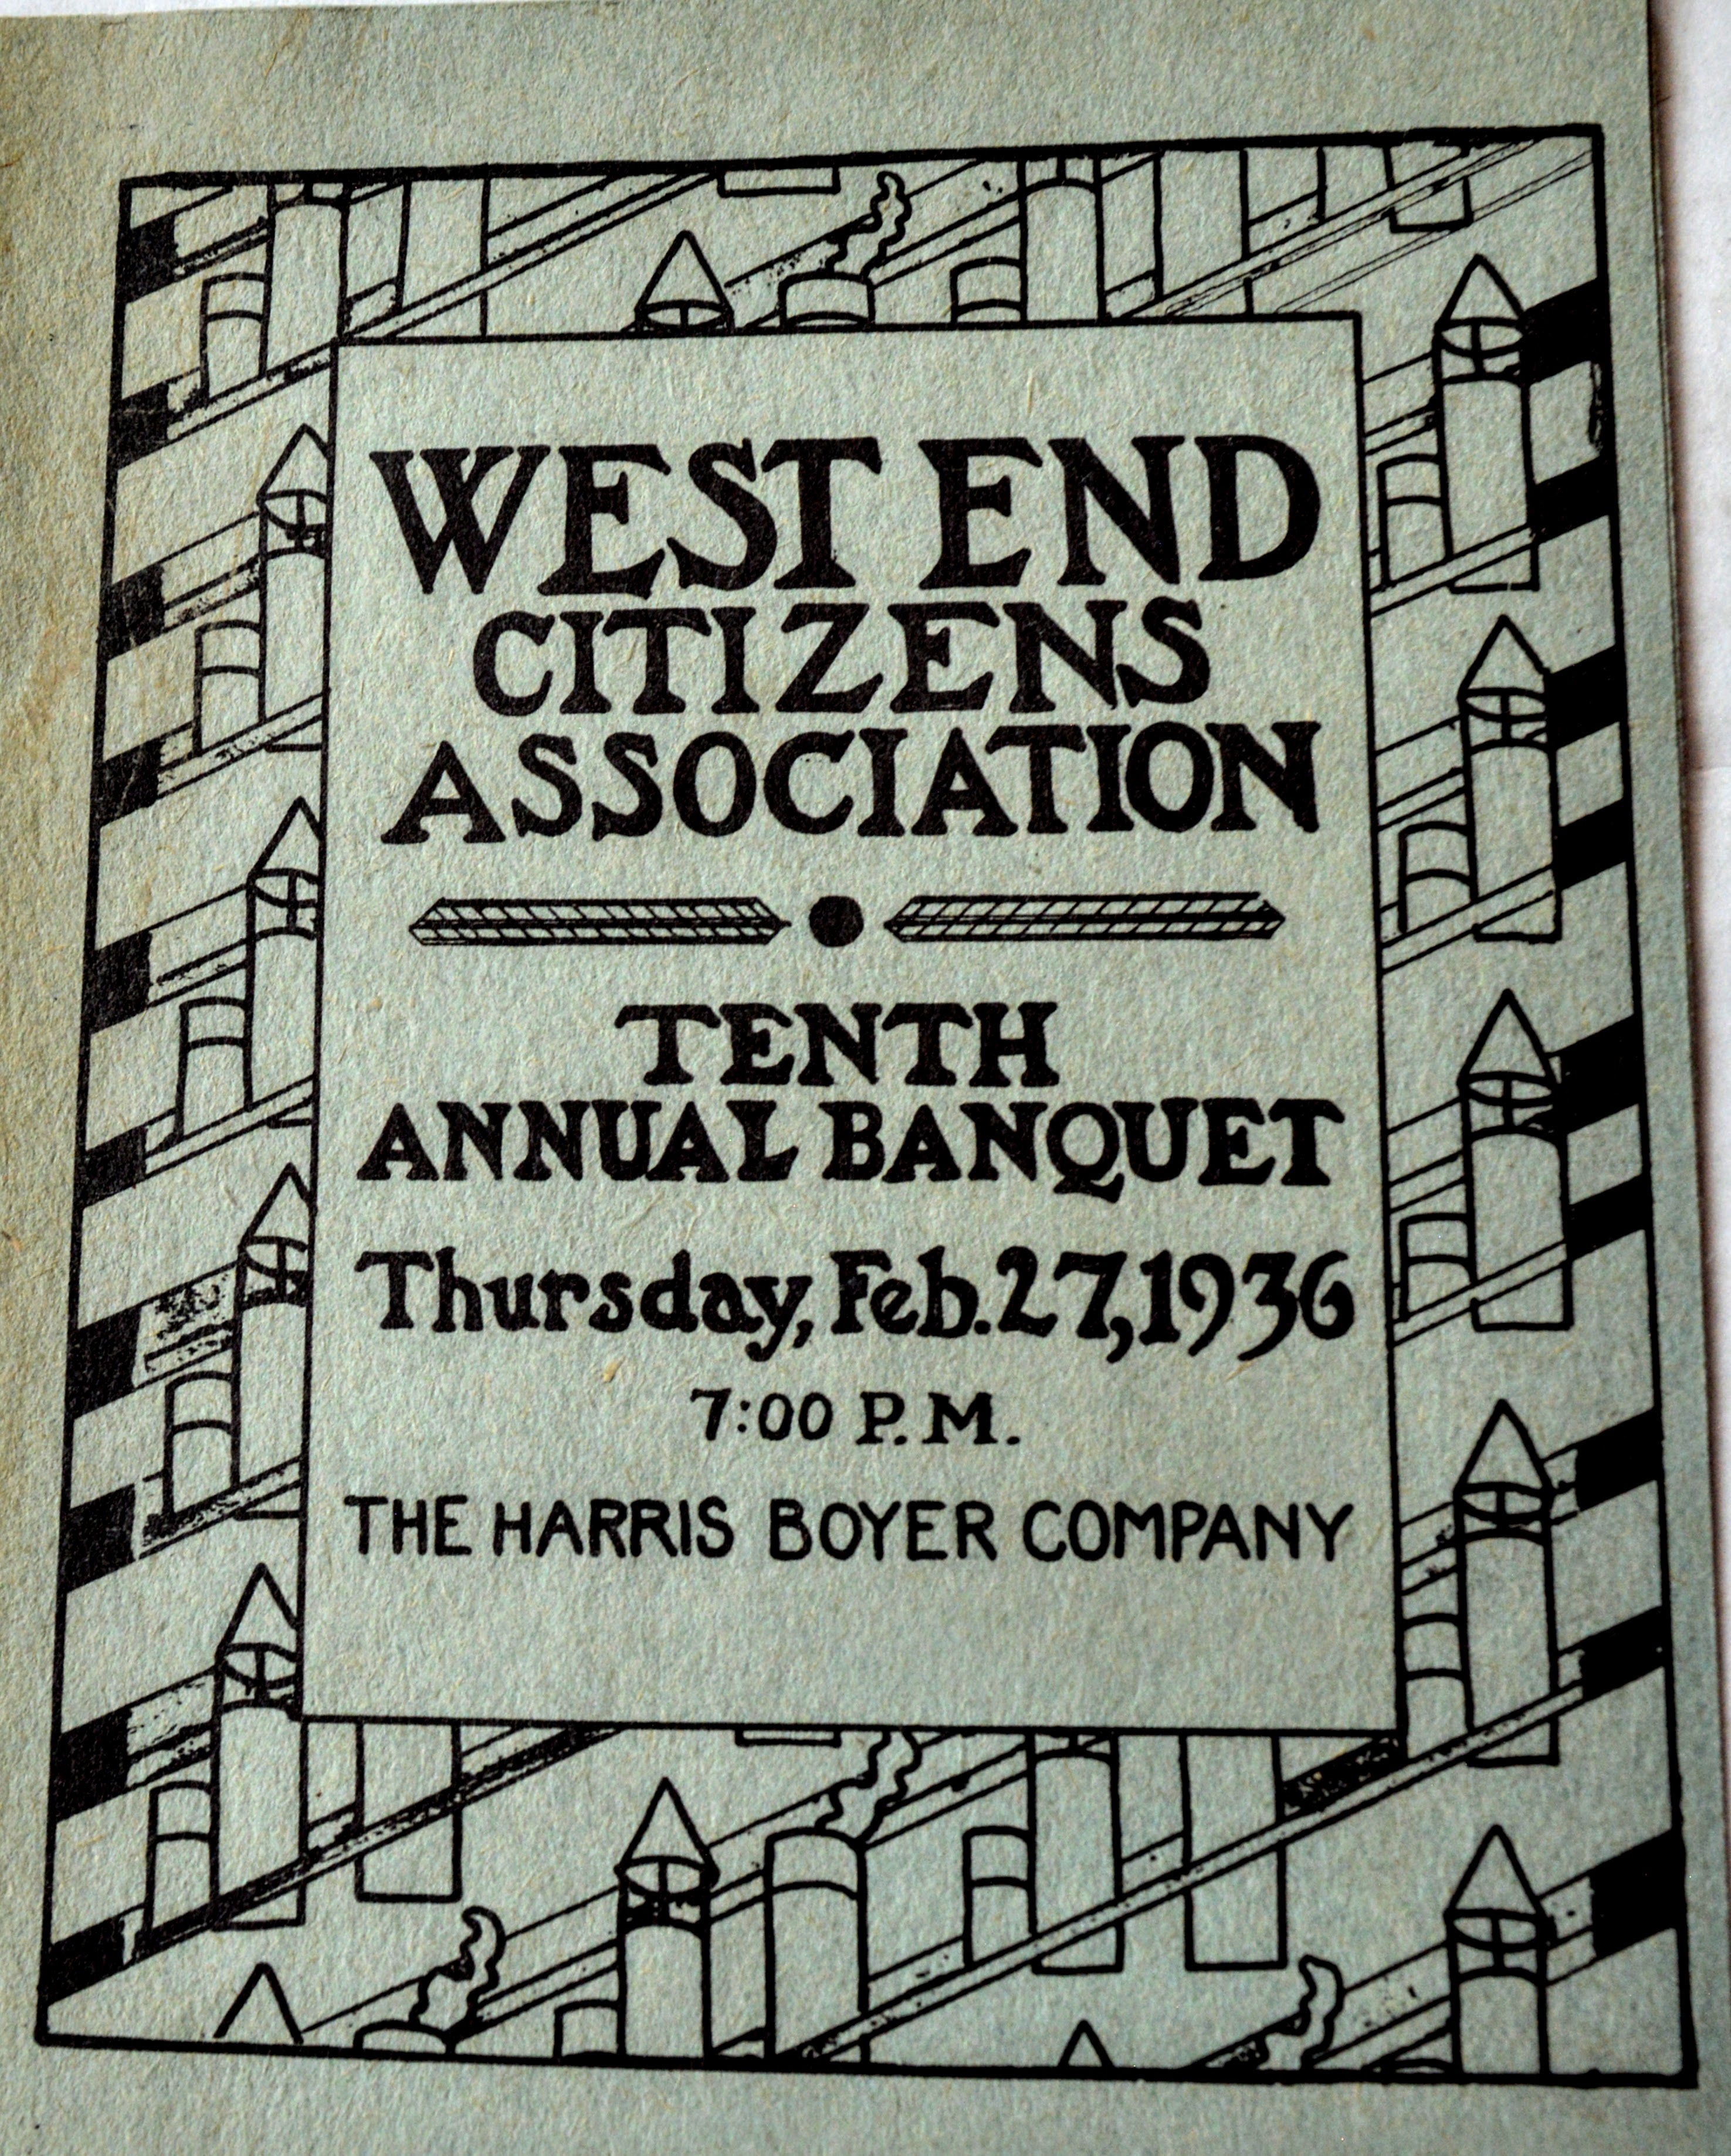 WEST END
CITIZENS
ASSOCIATION
TENTH
ANNUAL BANQUET
Thursday, Feb. 27, 1936
7:00 P. M.
THE HARRIS BOYER COMPANY